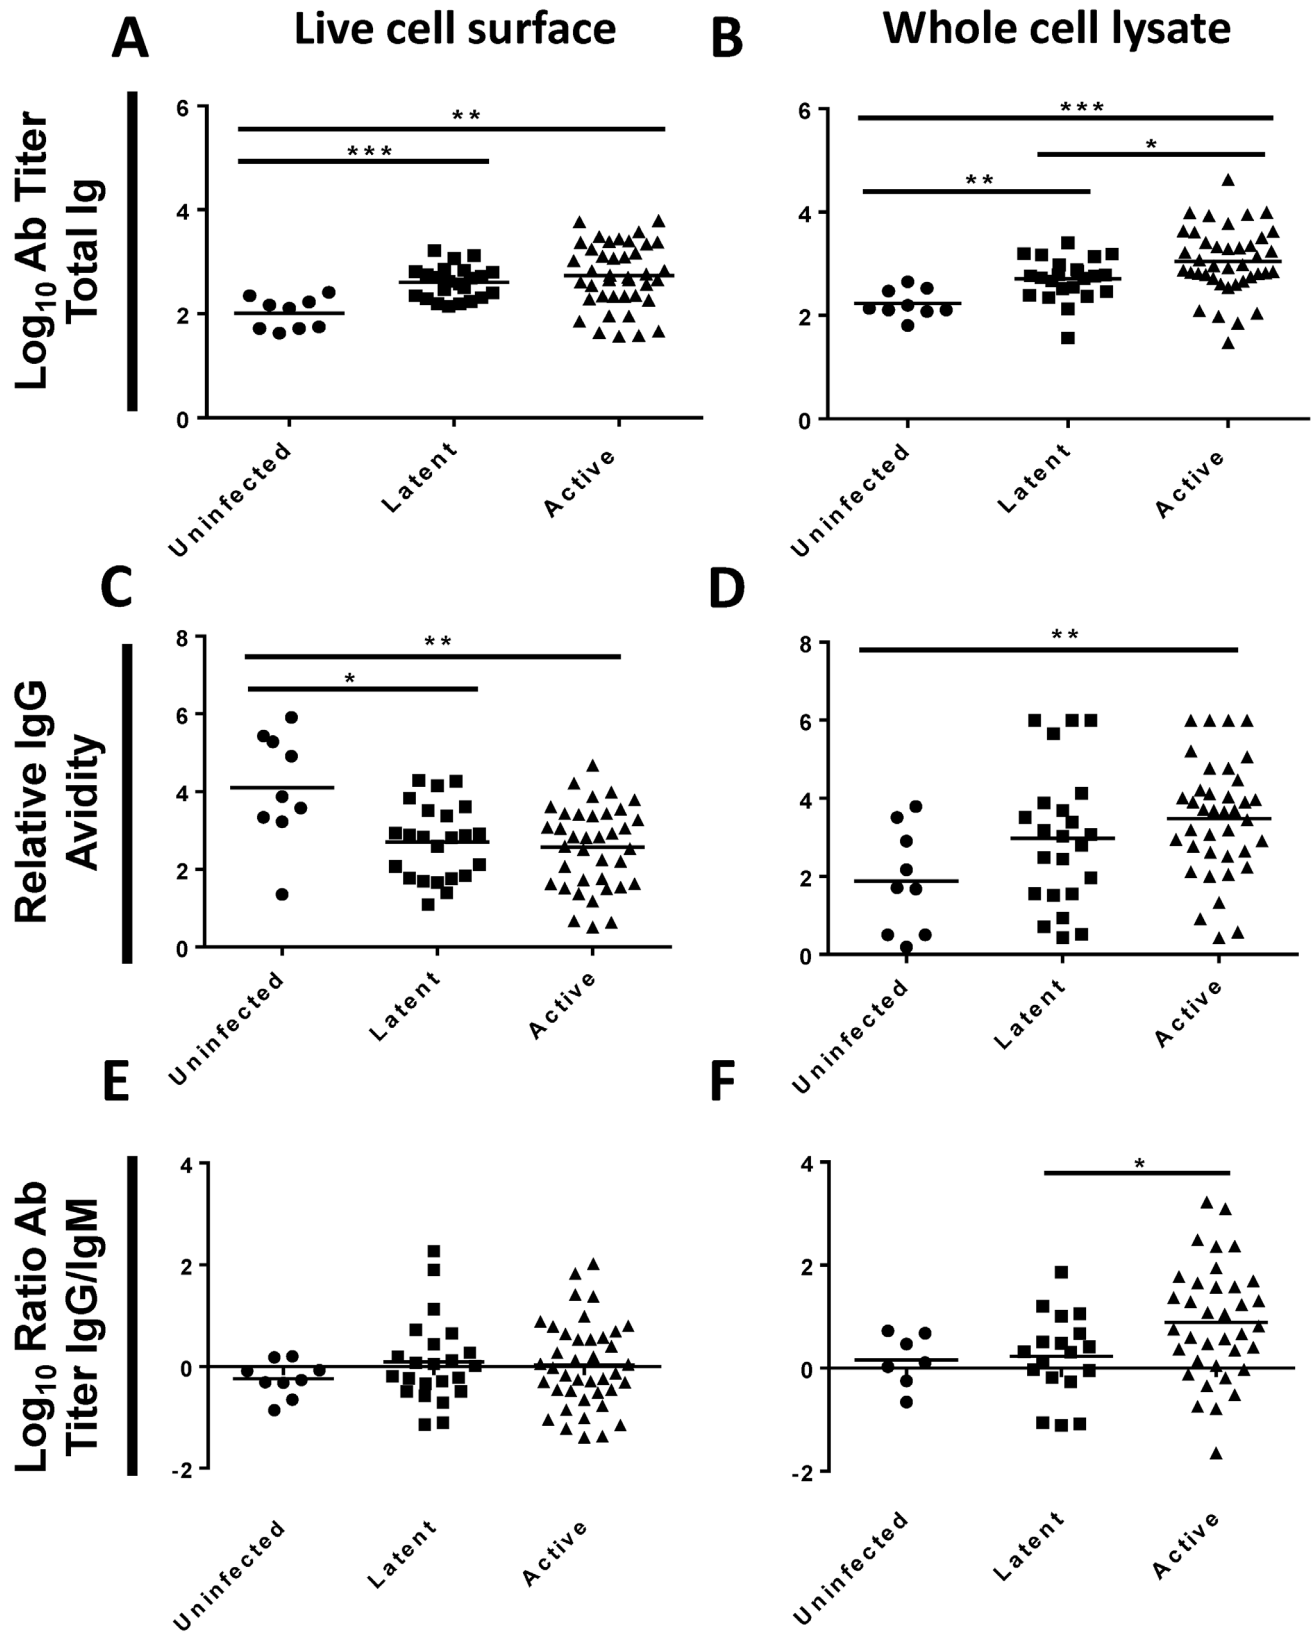 A Live cell surface B Whole cell lysate
Log10 Ab Titer
Total Ig
6
4
2
0
**
***
Uninfected
Latent
Active
6
4
2
0
***
*
**
Uninfected
Latent
Active
C
D
Relative IgG
Avidity
8
6
4
2
0
**
*
Uninfected
Latent
Active
8
6
4
2
0
**
Uninfected
Latent
Active
E
F
Log10 Ratio Ab
Titer IgG/IgM
4
2
0
-2
Uninfected
Latent
Active
4
2
0
-2
*
Uninfected
Latent
Active